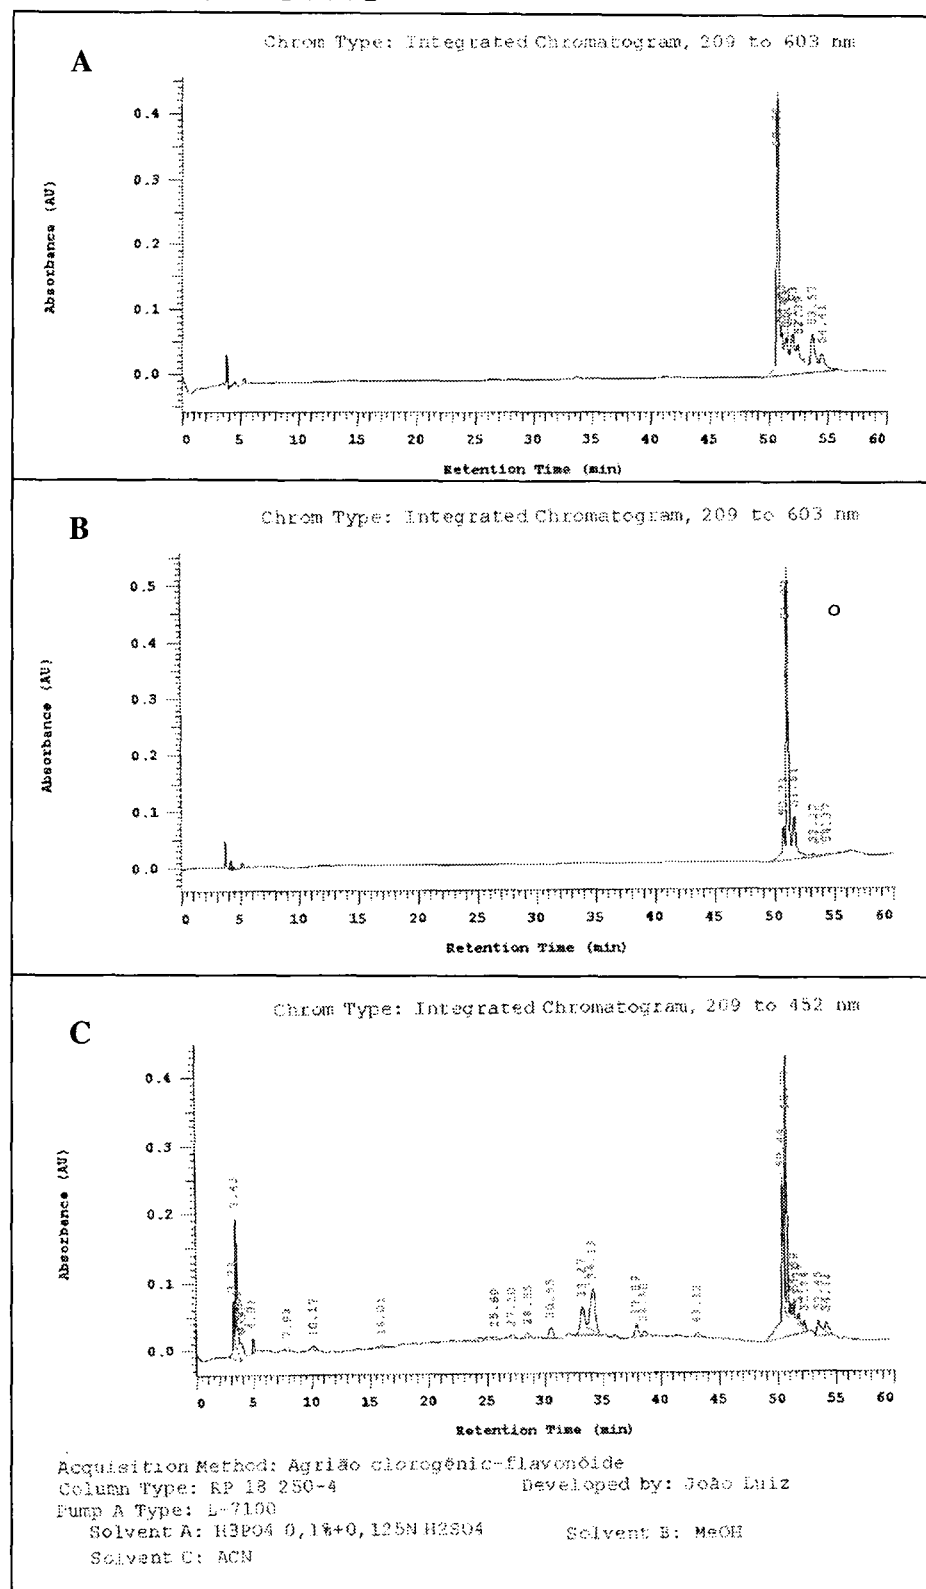 A
Chrom Type: Integrated Chromatogram, 209 to 603 nm
Absorbance (AU)
0.4
0.3
0.2
0.1
0.0
0 5 10 15 20 25 30 35 40 45 50 55 60
Retention Time (min)
B
Chrom Type: Integrated Chromatogram, 209 to 603 nm
Absorbance (AU)
0.5
0.4
0.3
0.2
0.1
0.0
0 5 10 15 20 25 30 35 40 45 50 55 60
Retention Time (min)
C
Chrom Type: Integrated Chromatogram, 209 to 452 nm
Absorbance (AU)
0.4
0.3
0.2
0.1
0.0
10.17
25.60
30.55
0 5 10 15 20 25 30 35 40 45 50 55 60
Retention Time (min)
Acquisition Method: Agrião clorogênic-flavonóide
Column Type: RP 18 250-4 Developed by: João Luiz
Pump A Type: L-7100
Solvent A: H3PO4 0,1%+0,125N H2SO4 Solvent B: MeOH
Solvent C: ACN